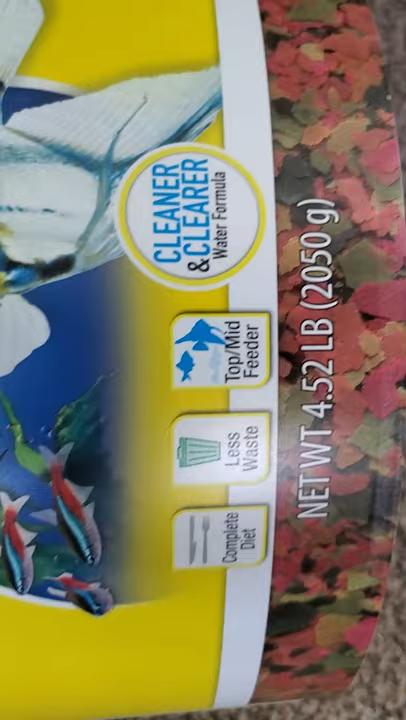 CLEANER
& CLEARER
Water Formula
Top/Mid
Feeder
Less
Waste
Complete
Diet
NET WT 4.52 LB (2050 g)